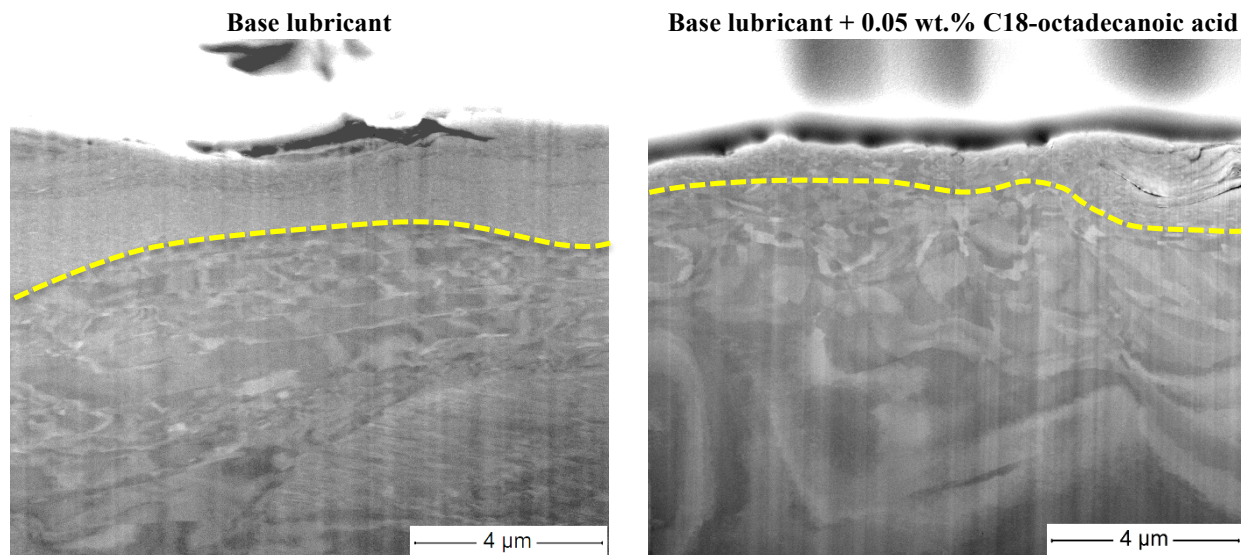 Base lubricant
Base lubricant + 0.05 wt.% C18-octadecanoic acid
4 µm
4 µm